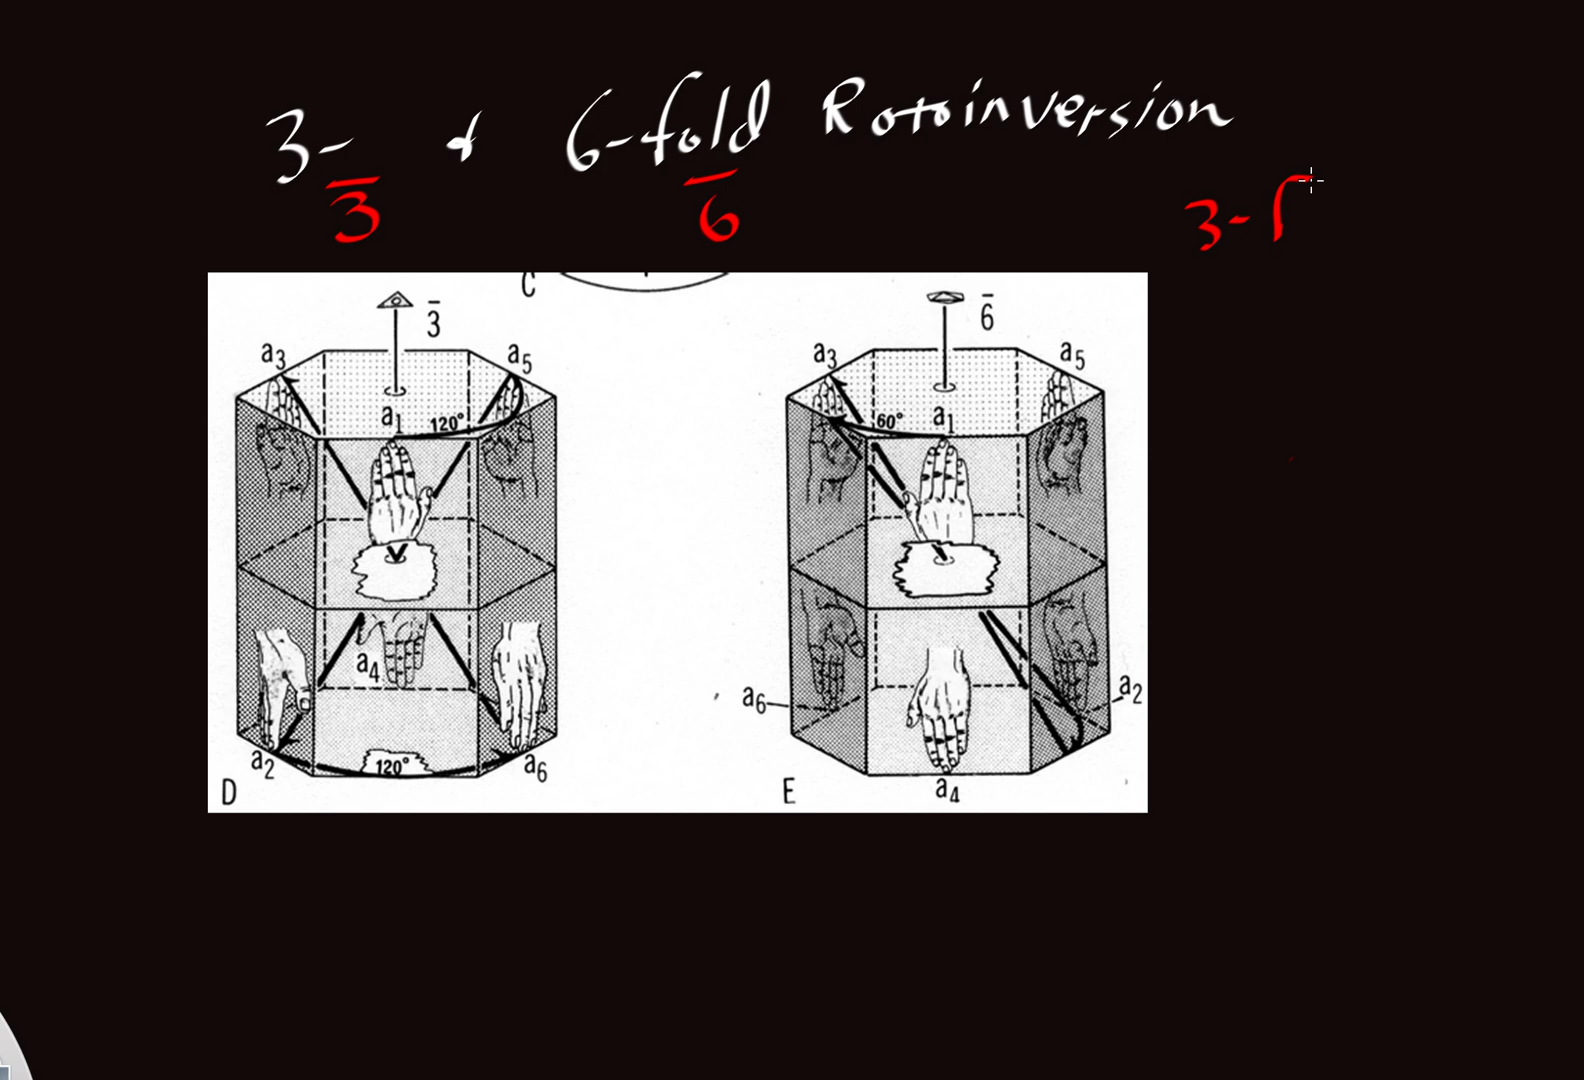 3- & 6-fold Rotoinversion
3̅ 6̅ 3-
C
3̅ 6̅
a3 a5 a3 a5
a1 120° a1 60°
a4
a6 a2
a2 120° a6
D E a4